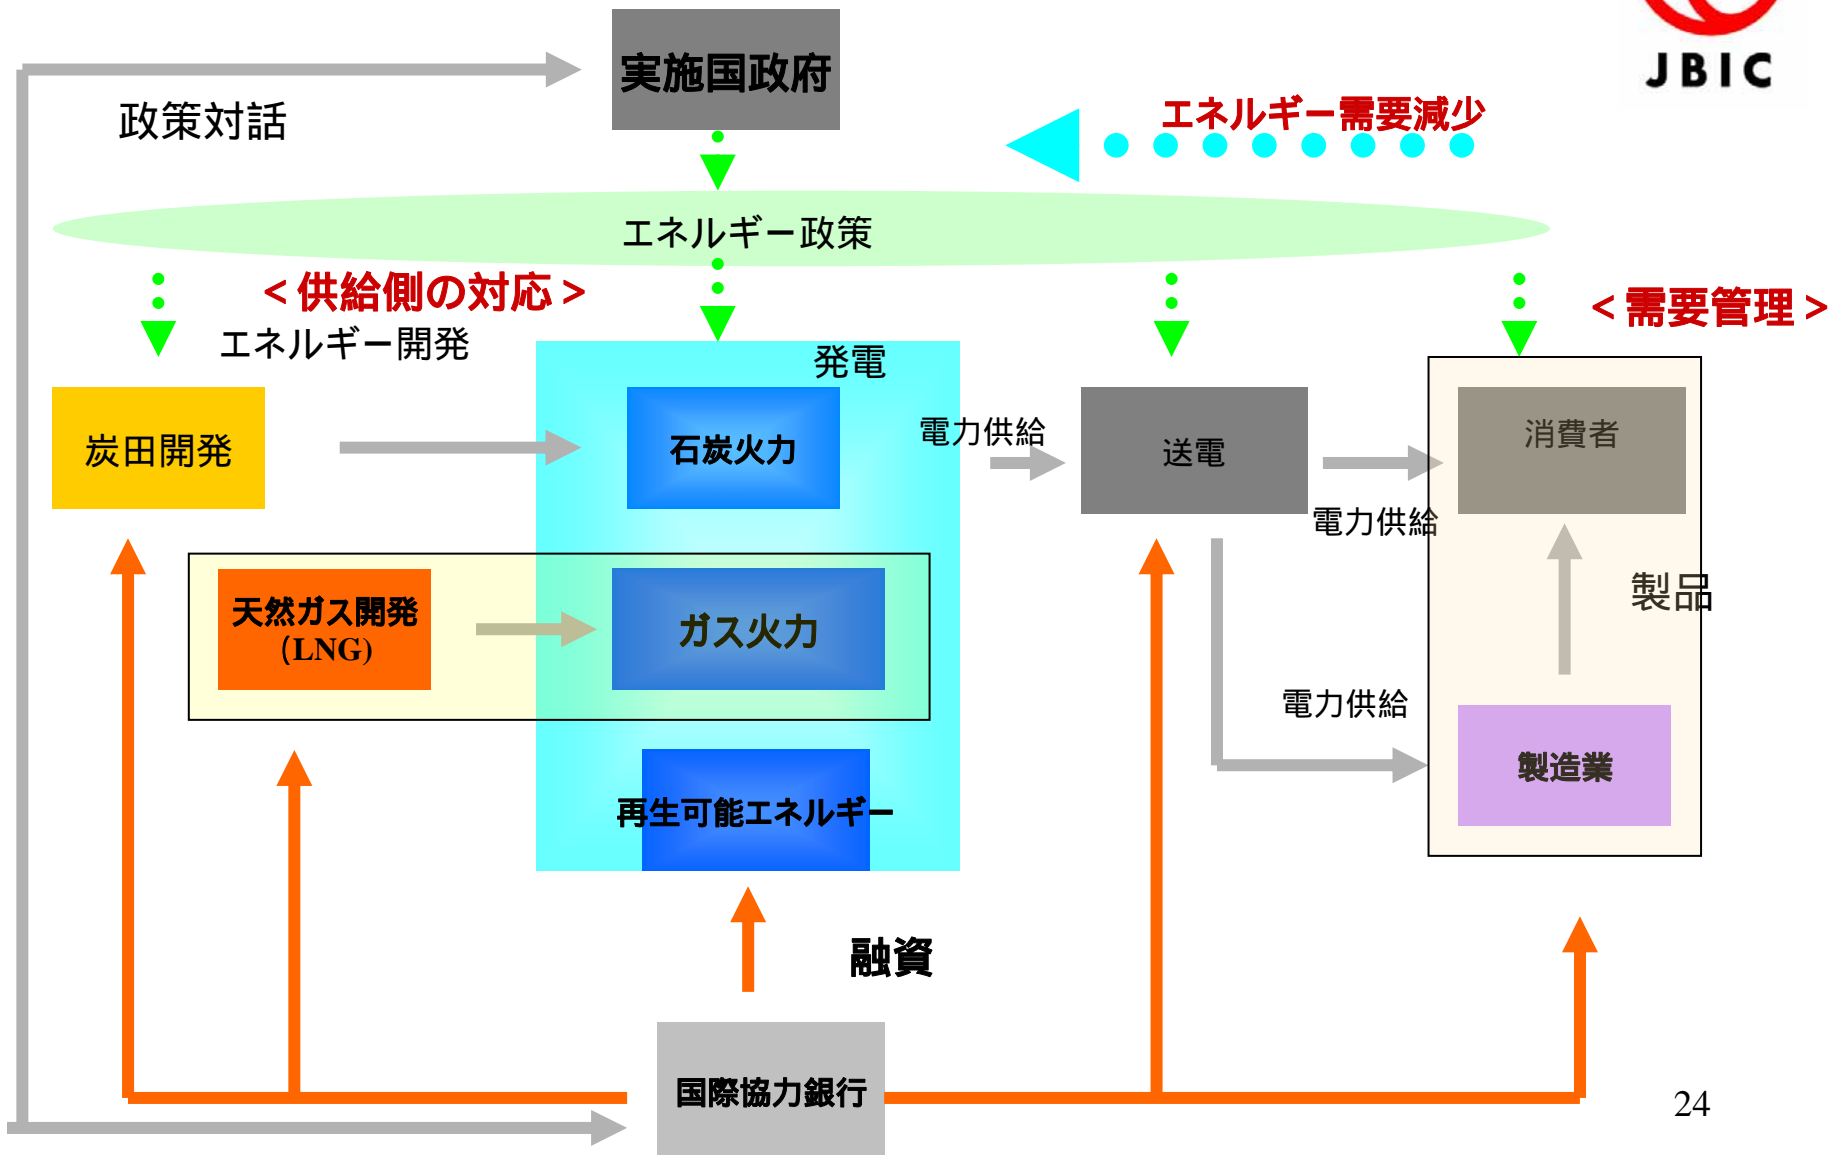 実施国政府
JBIC
政策対話
エネルギー需要減少
エネルギー政策
＜供給側の対応＞
＜需要管理＞
エネルギー開発
発電
炭田開発
石炭火力
電力供給
送電
消費者
電力供給
天然ガス開発
（LNG)
ガス火力
製品
電力供給
製造業
再生可能エネルギー
融資
国際協力銀行
24